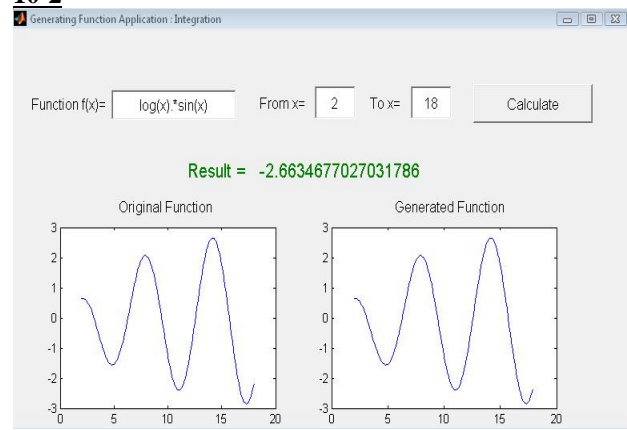 10-2
Generating Function Application : Integration
Function f(x)= log(x).*sin(x) From x= 2 To x= 18 Calculate
Result = -2.6634677027031786
Original Function Generated Function
3 3
2 2
1 1
0 0
-1 -1
-2 -2
-3 -3
0 5 10 15 20 0 5 10 15 20